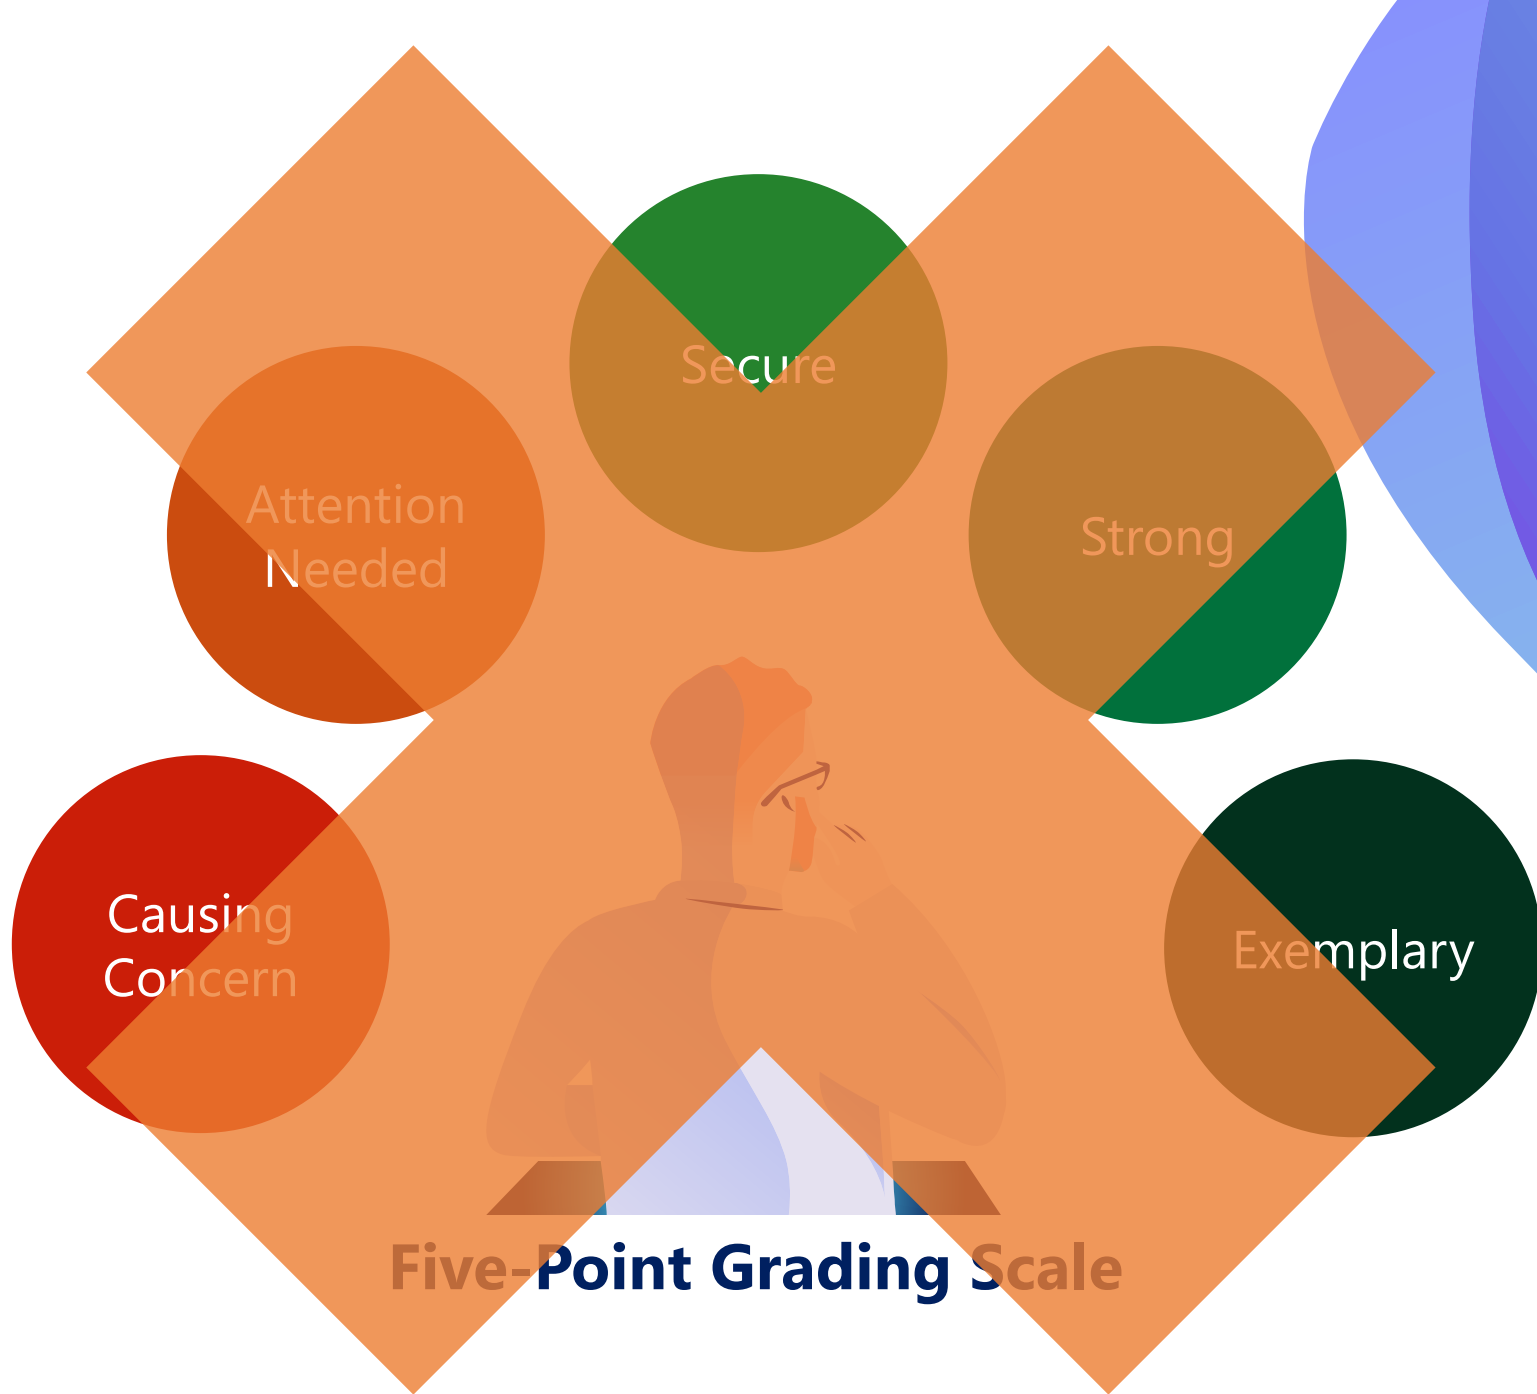 Secure
Attention
Needed
Strong
Causing
Concern
Exemplary
Five-Point Grading Scale